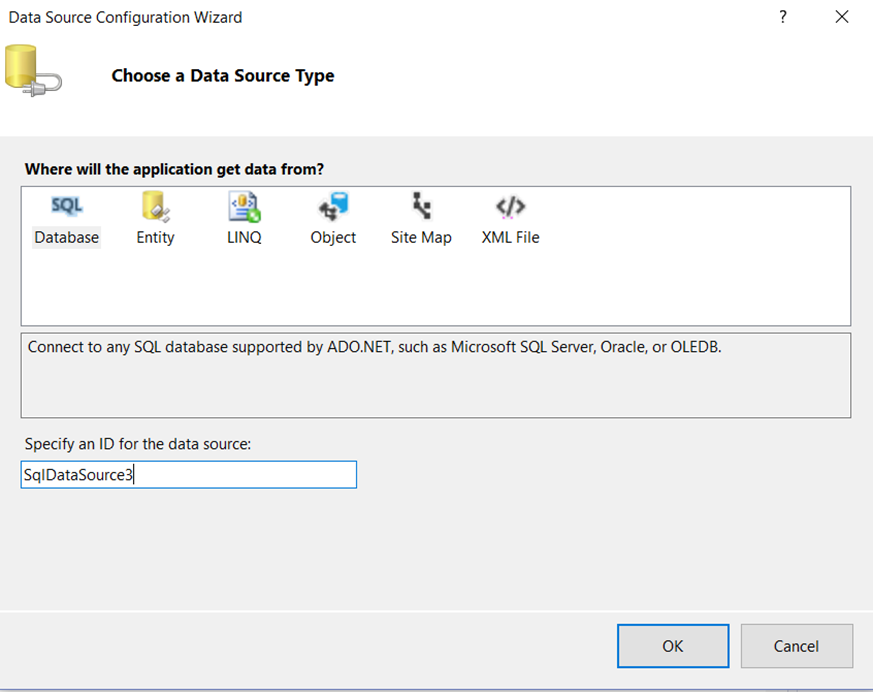 Data Source Configuration Wizard
?
Choose a Data Source Type
Where will the application get data from?
SQL
Database
Entity
LINQ
Object
Site Map
XML File
Connect to any SQL database supported by ADO.NET, such as Microsoft SQL Server, Oracle, or OLEDB.
Specify an ID for the data source:
SqlDataSource3
OK
Cancel